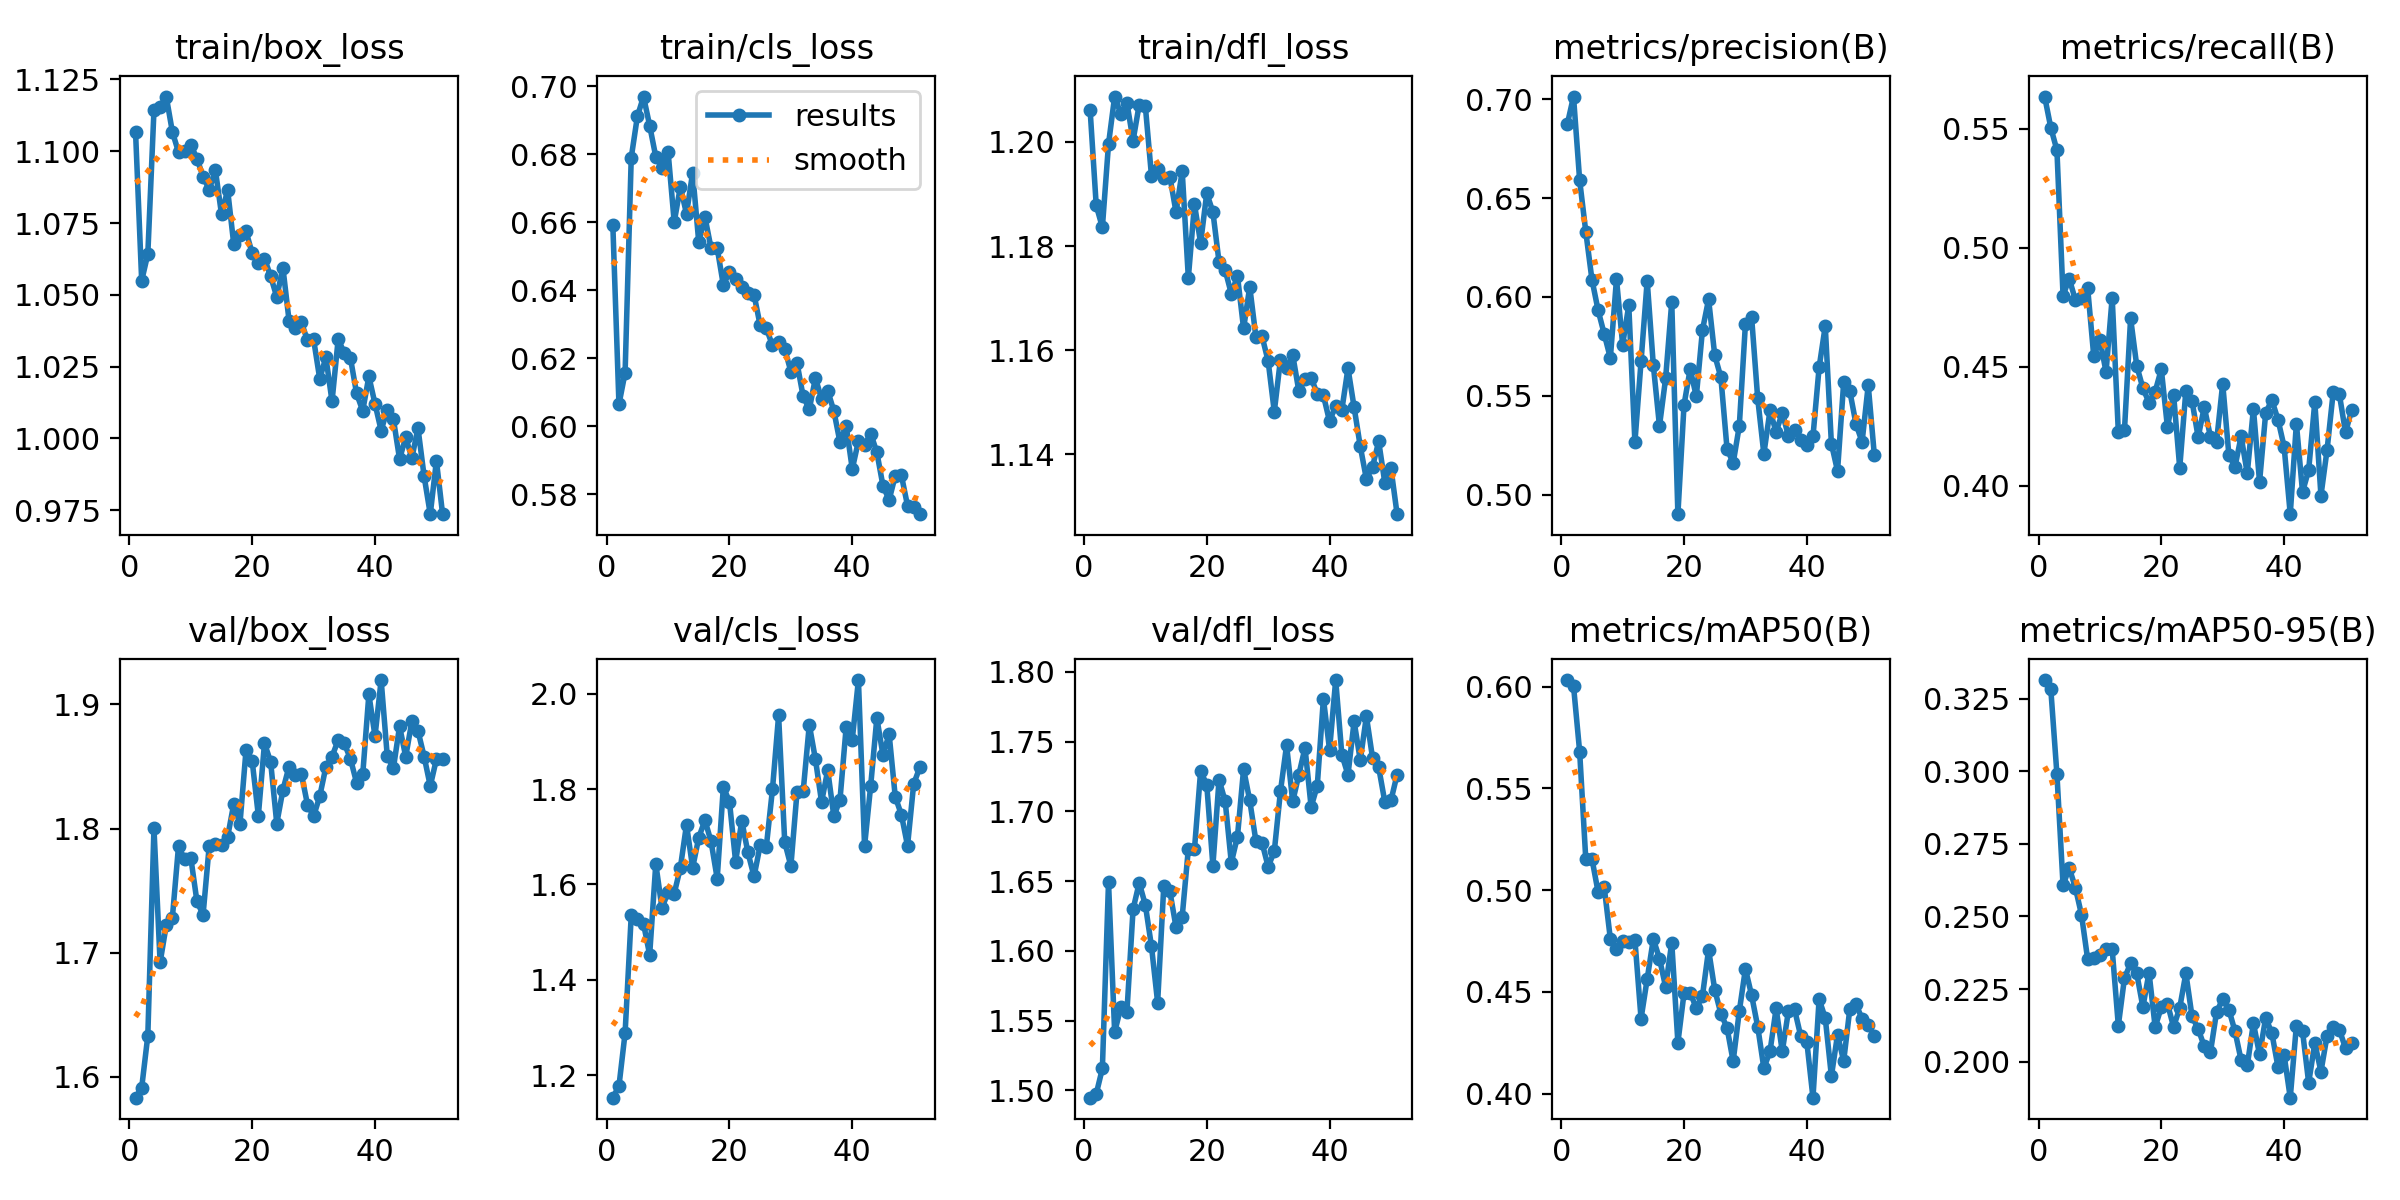 train/box_loss
1.125
1.100
1.075
1.050
1.025
1.000
0.975
0 20 40
train/cls_loss
results
smooth
0.70
0.68
0.66
0.64
0.62
0.60
0.58
0 20 40
train/dfl_loss
1.20
1.18
1.16
1.14
0 20 40
metrics/precision(B)
0.70
0.65
0.60
0.55
0.50
0 20 40
metrics/recall(B)
0.55
0.50
0.45
0.40
0 20 40
val/box_loss
1.9
1.8
1.7
1.6
0 20 40
val/cls_loss
2.0
1.8
1.6
1.4
1.2
0 20 40
val/dfl_loss
1.80
1.75
1.70
1.65
1.60
1.55
1.50
0 20 40
metrics/mAP50(B)
0.60
0.55
0.50
0.45
0.40
0 20 40
metrics/mAP50-95(B)
0.325
0.300
0.275
0.250
0.225
0.200
0 20 40